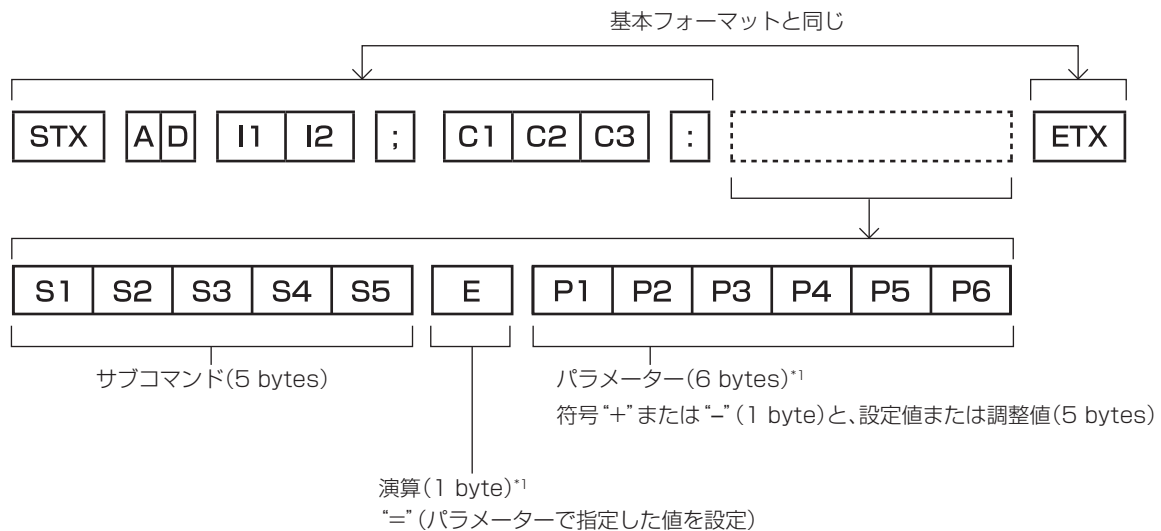 基本フォーマットと同じ
STX AD I1 I2 ; C1 C2 C3 : ETX
S1 S2 S3 S4 S5 E P1 P2 P3 P4 P5 P6
サブコマンド(5 bytes)
パラメーター(6 bytes)*1
符号“+”または“–”(1 byte)と、設定値または調整値(5 bytes)
演算(1 byte)*1
“=”(パラメーターで指定した値を設定)